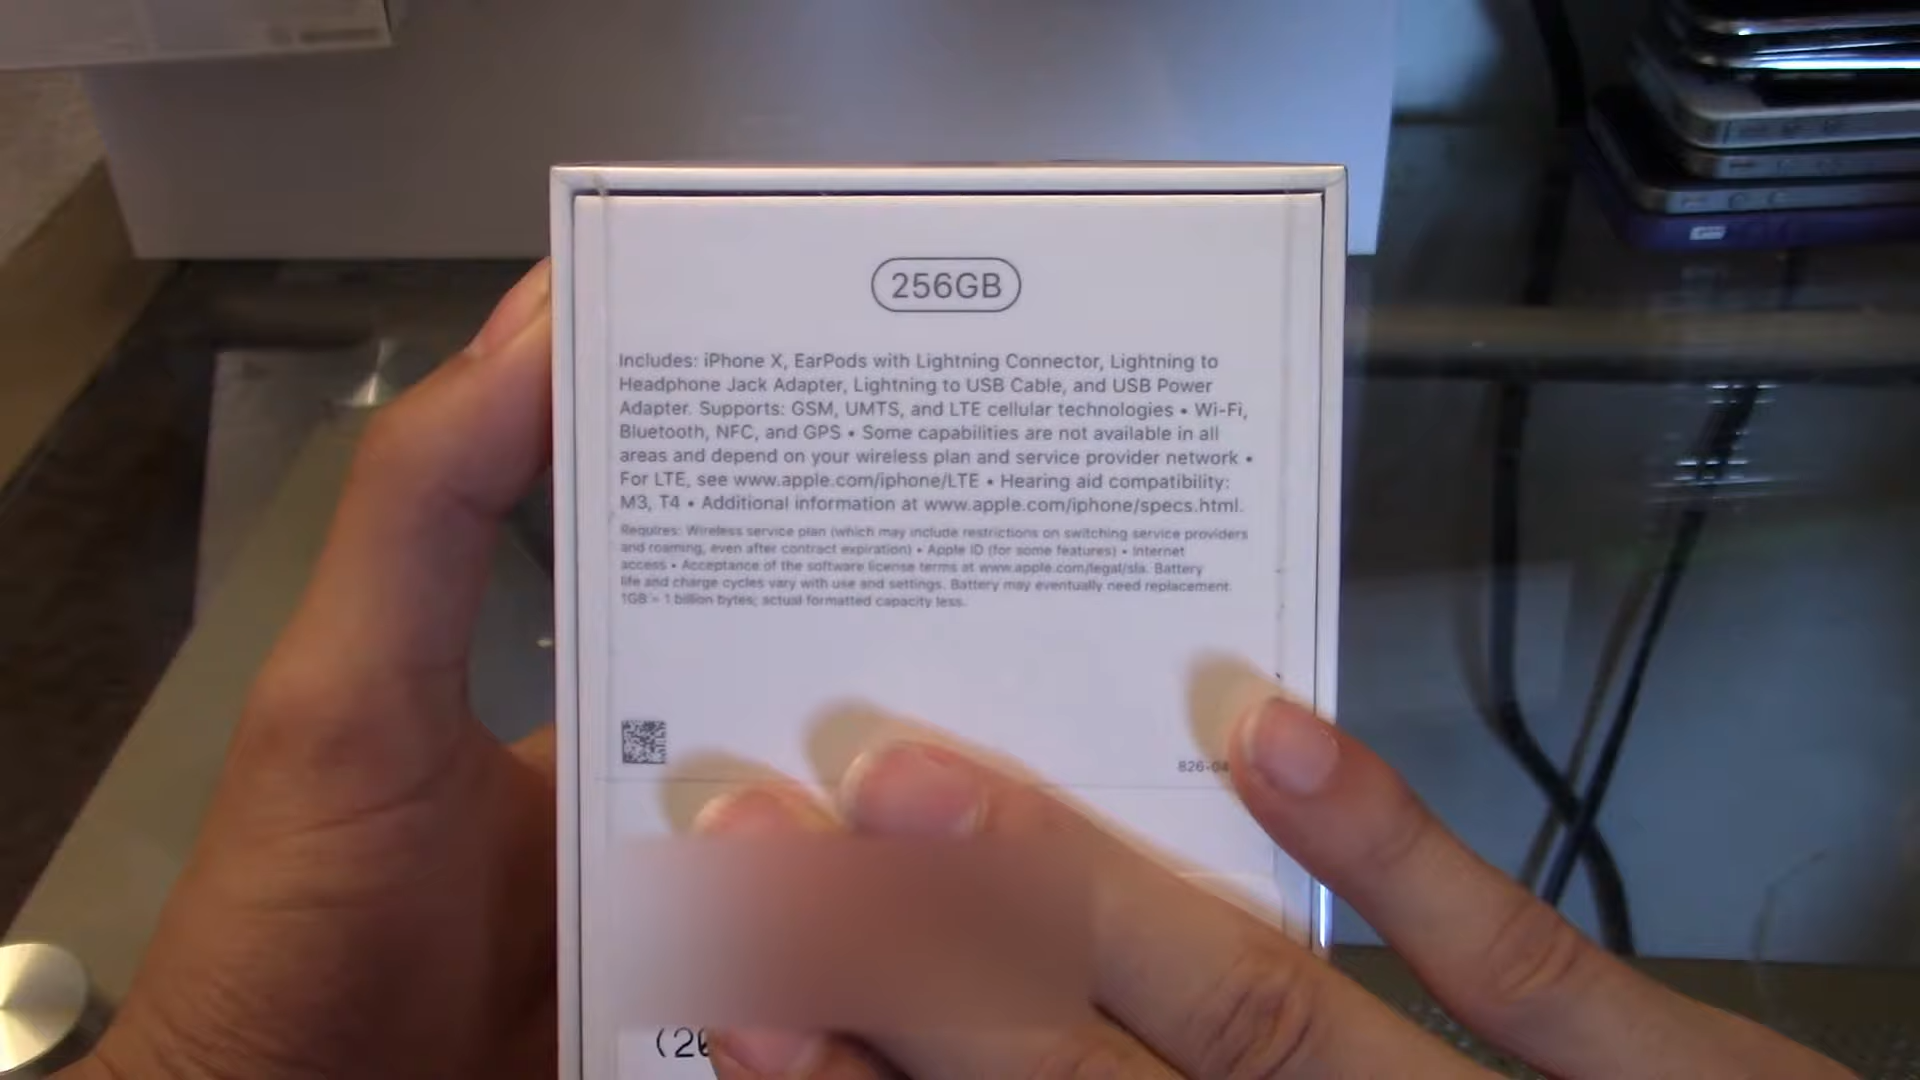 256GB
Includes: iPhone X, EarPods with Lightning Connector, Lightning to
Headphone Jack Adapter, Lightning to USB Cable, and USB Power
Adapter. Supports: GSM, UMTS, and LTE cellular technologies • Wi-Fi,
Bluetooth, NFC, and GPS • Some capabilities are not available in all
areas and depend on your wireless plan and service provider network •
For LTE, see www.apple.com/iphone/LTE • Hearing aid compatibility:
M3, T4 • Additional information at www.apple.com/iphone/specs.html.
Requires: Wireless service plan (which may include restrictions on switching service providers
and roaming, even after contract expiration) • Apple ID (for some features) • Internet
access • Acceptance of the software license terms at www.apple.com/legal/sla. Battery
life and charge cycles vary with use and settings. Battery may eventually need replacement.
1GB = 1 billion bytes; actual formatted capacity less.
826-04
(20